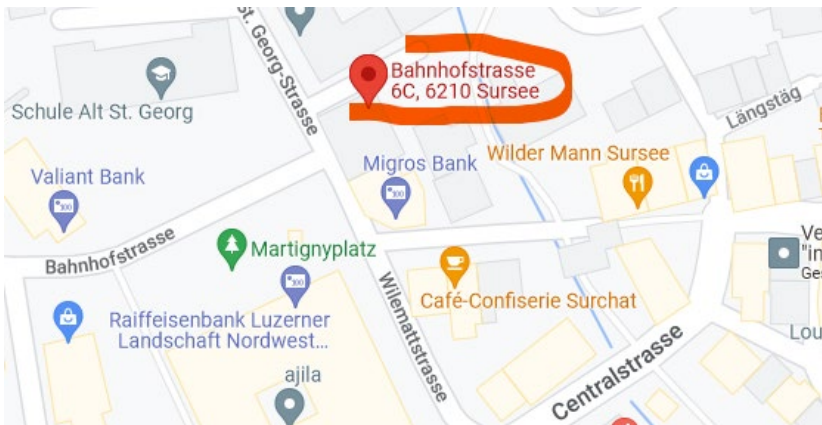 St. Georg-Strasse
Bahnhofstrasse
6C, 6210 Sursee
Schule Alt St. Georg
Längstäg
Wilder Mann Sursee
Migros Bank
Valiant Bank
Martignyplatz
Bahnhofstrasse
Café-Confiserie Surchat
Raiffeisenbank Luzerner
Landschaft Nordwest...
Wilemattstrasse
Centralstrasse
ajila